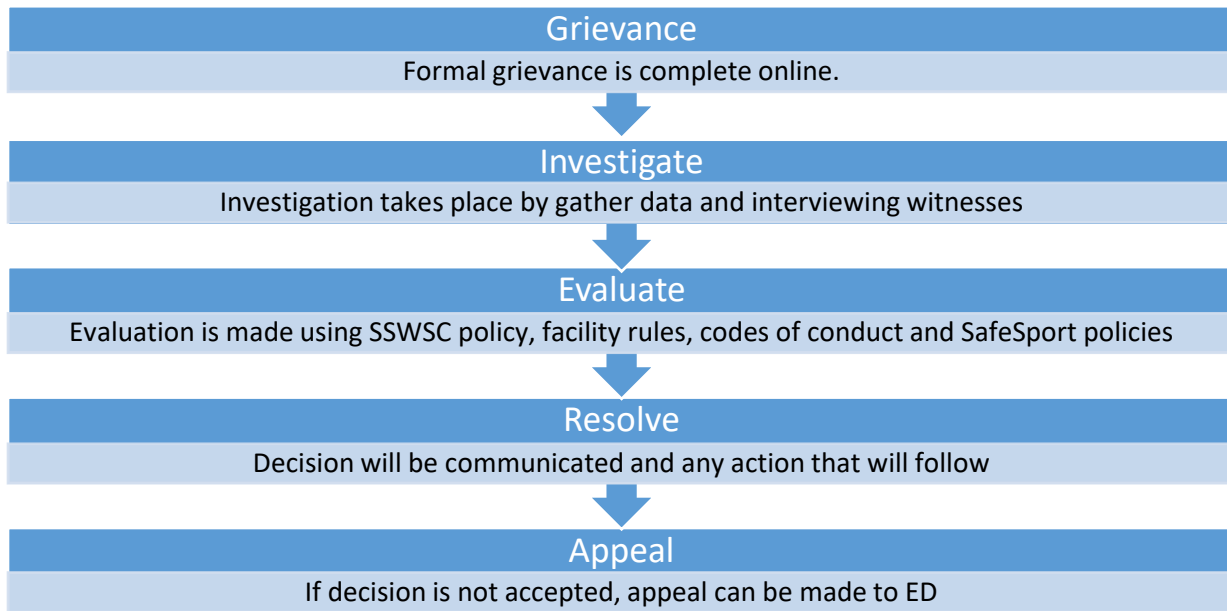 Grievance
Formal grievance is complete online.
Investigate
Investigation takes place by gather data and interviewing witnesses
Evaluate
Evaluation is made using SSWSC policy, facility rules, codes of conduct and SafeSport policies
Resolve
Decision will be communicated and any action that will follow
Appeal
If decision is not accepted, appeal can be made to ED